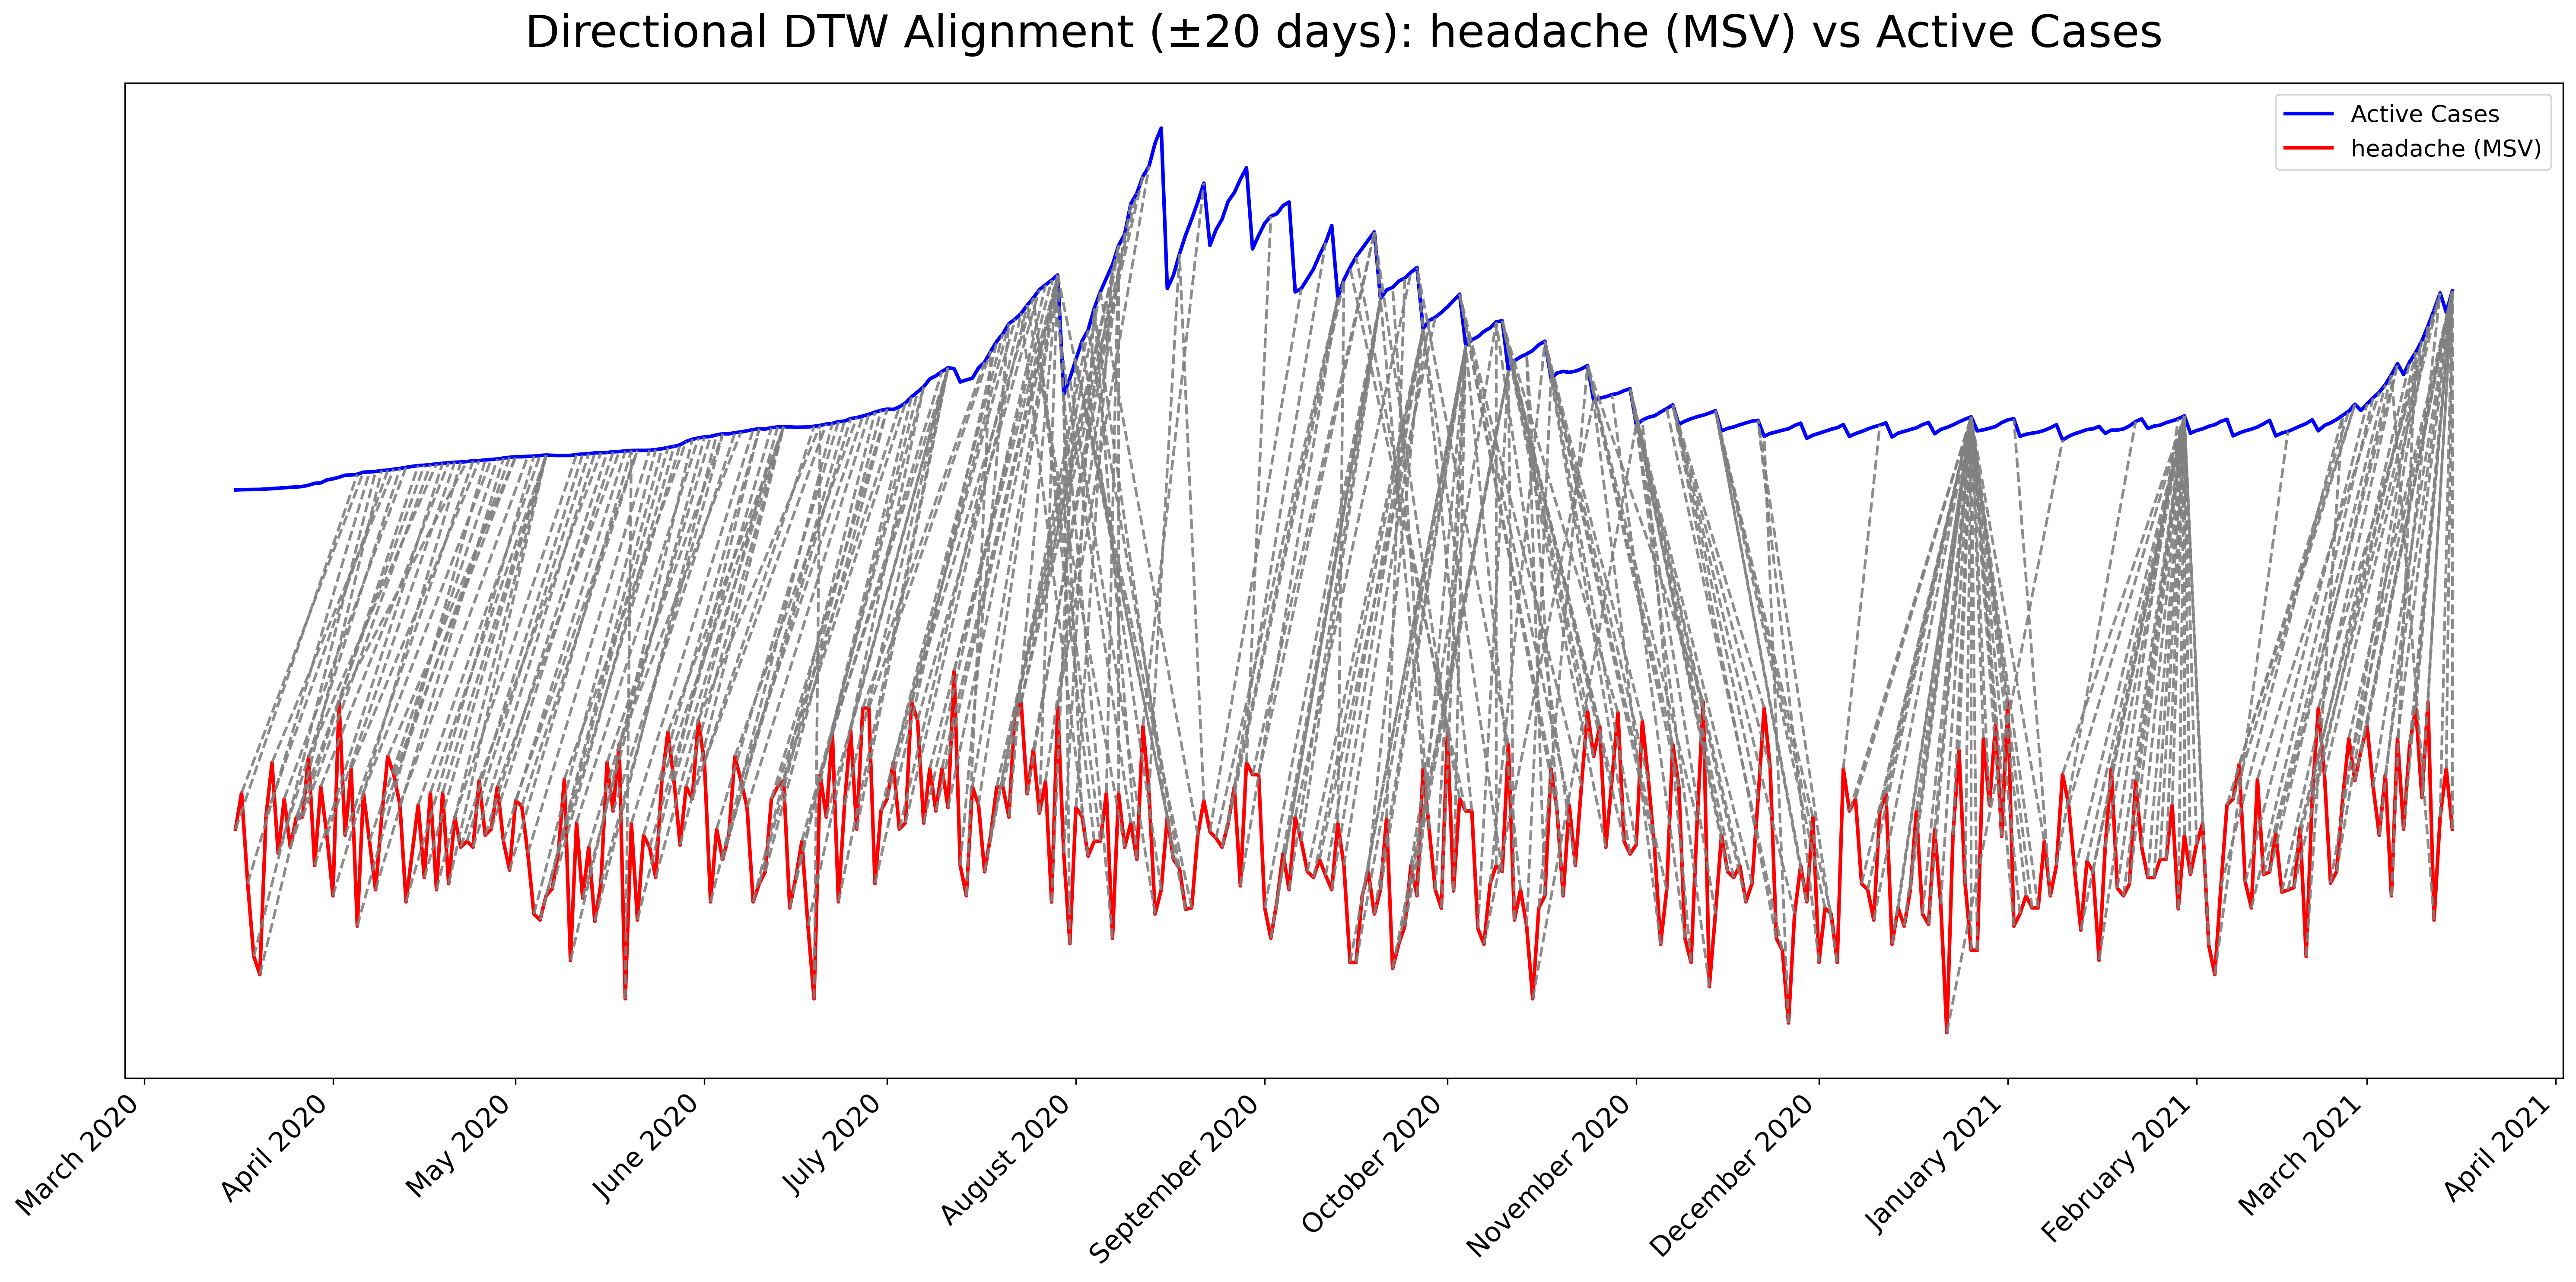 Directional DTW Alignment (±20 days): headache (MSV) vs Active Cases
Active Cases
headache (MSV)
March 2020
April 2020
May 2020
June 2020
July 2020
August 2020
September 2020
October 2020
November 2020
December 2020
January 2021
February 2021
March 2021
April 2021